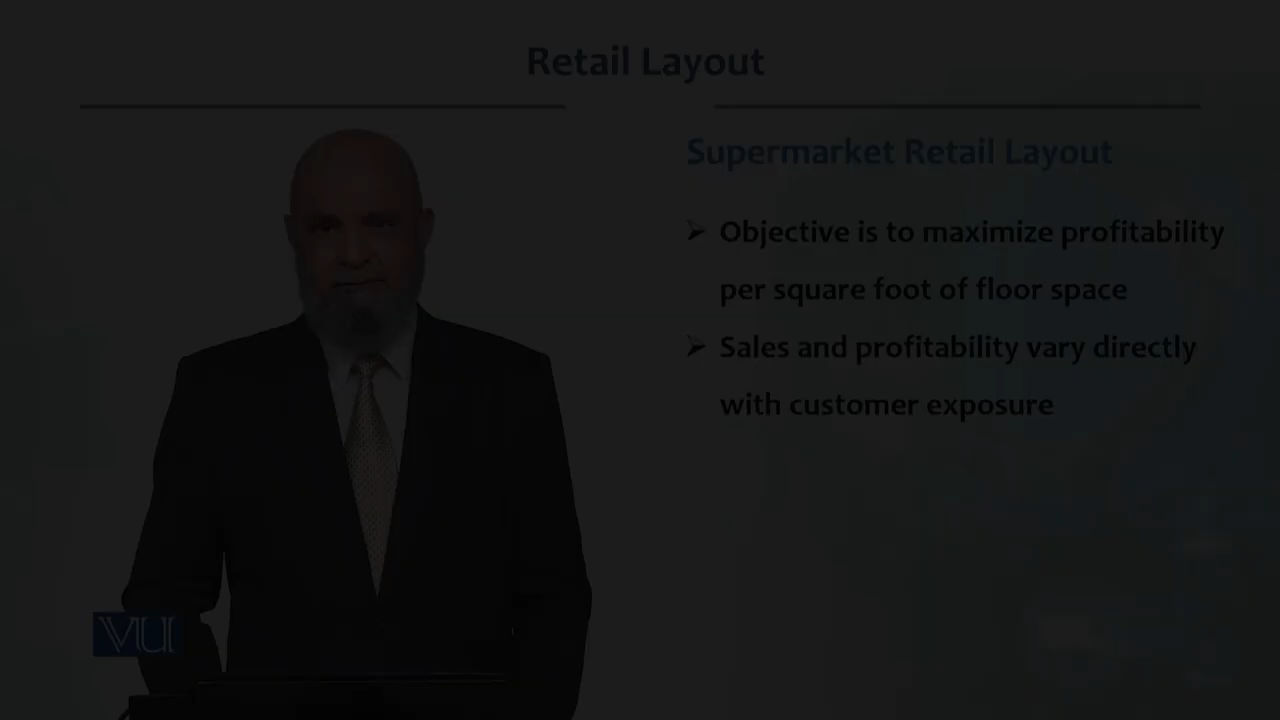 Retail Layout
Supermarket Retail Layout
➢ Objective is to maximize profitability
per square foot of floor space
➢ Sales and profitability vary directly
with customer exposure
VU